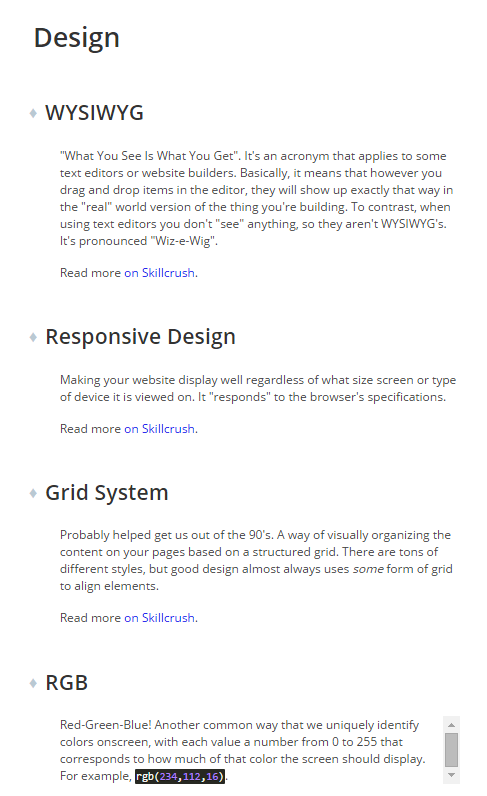 Design
WYSIWYG
"What You See Is What You Get". It's an acronym that applies to some
text editors or website builders. Basically, it means that however you
drag and drop items in the editor, they will show up exactly that way in
the "real" world version of the thing you're building. To contrast, when
using text editors you don't "see" anything, so they aren't WYSIWYG's.
It's pronounced "Wiz-e-Wig".
Read more on Skillcrush.
Responsive Design
Making your website display well regardless of what size screen or type
of device it is viewed on. It "responds" to the browser's specifications.
Read more on Skillcrush.
Grid System
Probably helped get us out of the 90's. A way of visually organizing the
content on your pages based on a structured grid. There are tons of
different styles, but good design almost always uses some form of grid
to align elements.
Read more on Skillcrush.
RGB
Red-Green-Blue! Another common way that we uniquely identify
colors onscreen, with each value a number from 0 to 255 that
corresponds to how much of that color the screen should display.
For example, rgb(234,112,16).